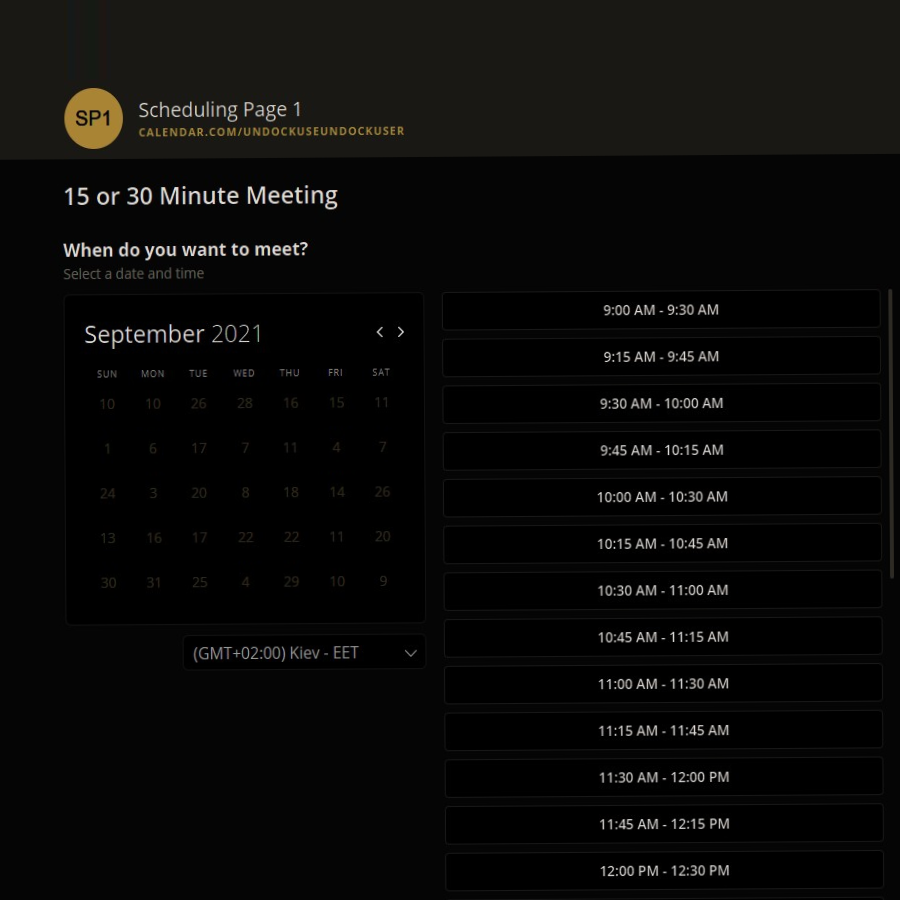 SP1
Scheduling Page 1
CALENDAR.COM/UNDOCKUSEUNDOCKUSER
15 or 30 Minute Meeting
When do you want to meet?
Select a date and time
September 2021
SUN MON TUE WED THU FRI SAT
10 10 26 28 16 15 11
1 6 17 7 11 4 7
24 3 20 8 18 14 26
13 16 17 22 22 11 20
30 31 25 4 29 10 9
(GMT+02:00) Kiev - EET
9:00 AM - 9:30 AM
9:15 AM - 9:45 AM
9:30 AM - 10:00 AM
9:45 AM - 10:15 AM
10:00 AM - 10:30 AM
10:15 AM - 10:45 AM
10:30 AM - 11:00 AM
10:45 AM - 11:15 AM
11:00 AM - 11:30 AM
11:15 AM - 11:45 AM
11:30 AM - 12:00 PM
11:45 AM - 12:15 PM
12:00 PM - 12:30 PM